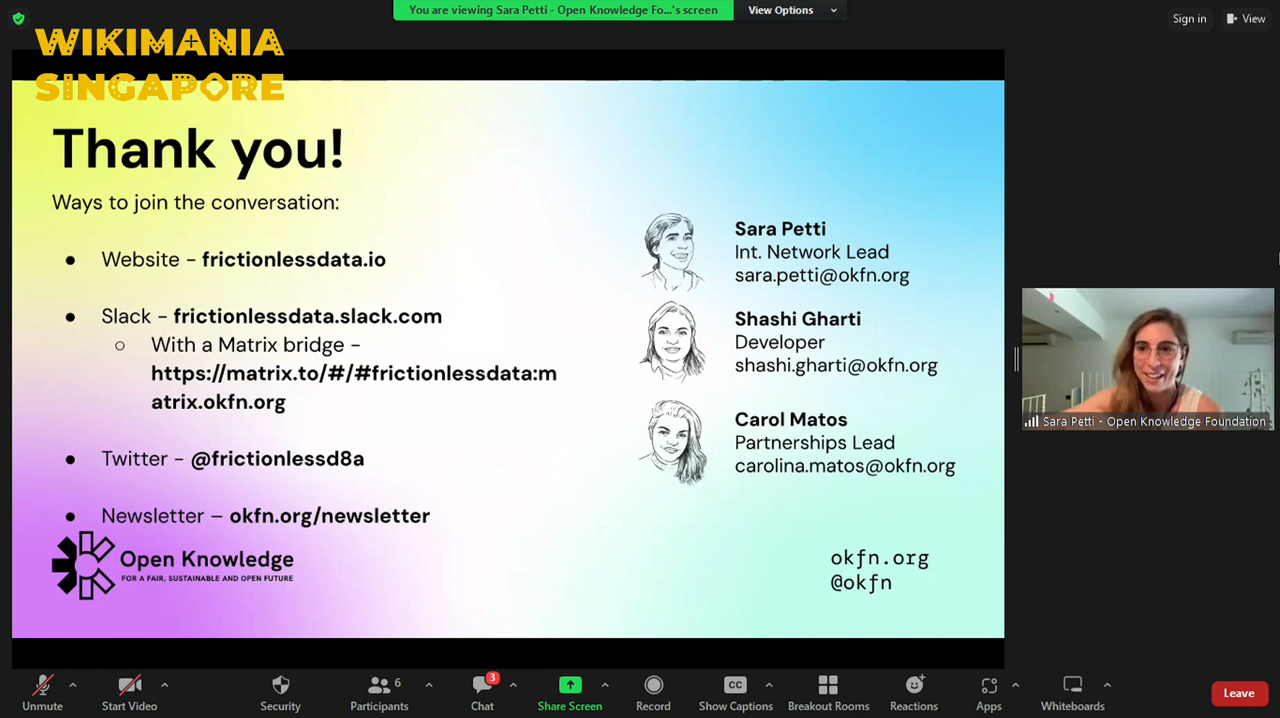 You are viewing Sara Petti - Open Knowledge Fo...'s screen
View Options
Sign in
View
WIKIMANIA
SINGAPORE
Thank you!
Ways to join the conversation:
● Website - frictionlessdata.io
● Slack - frictionlessdata.slack.com
○ With a Matrix bridge -
https://matrix.to/#/#frictionlessdata:m
atrix.okfn.org
● Twitter - @frictionlessd8a
● Newsletter – okfn.org/newsletter
Open Knowledge
FOR A FAIR, SUSTAINABLE AND OPEN FUTURE
Sara Petti
Int. Network Lead
sara.petti@okfn.org
Shashi Gharti
Developer
shashi.gharti@okfn.org
Carol Matos
Partnerships Lead
carolina.matos@okfn.org
okfn.org
@okfn
Sara Petti - Open Knowledge Foundation
Unmute
Start Video
Security
Participants
6
Chat
3
Share Screen
Record
CC
Show Captions
Breakout Rooms
Reactions
Apps
Whiteboards
Leave